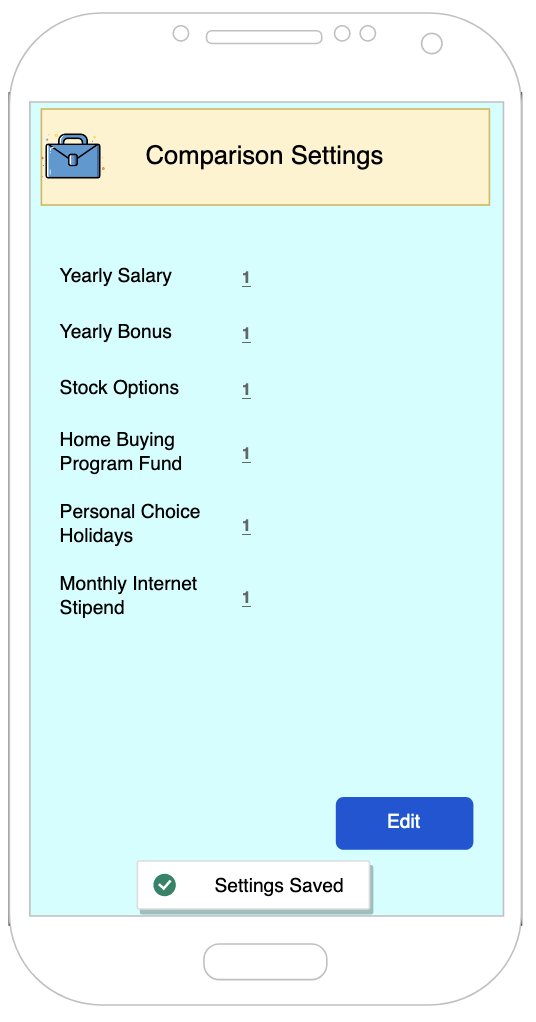 Comparison Settings
Yearly Salary 1
Yearly Bonus 1
Stock Options 1
Home Buying
Program Fund 1
Personal Choice
Holidays 1
Monthly Internet
Stipend 1
Edit
Settings Saved